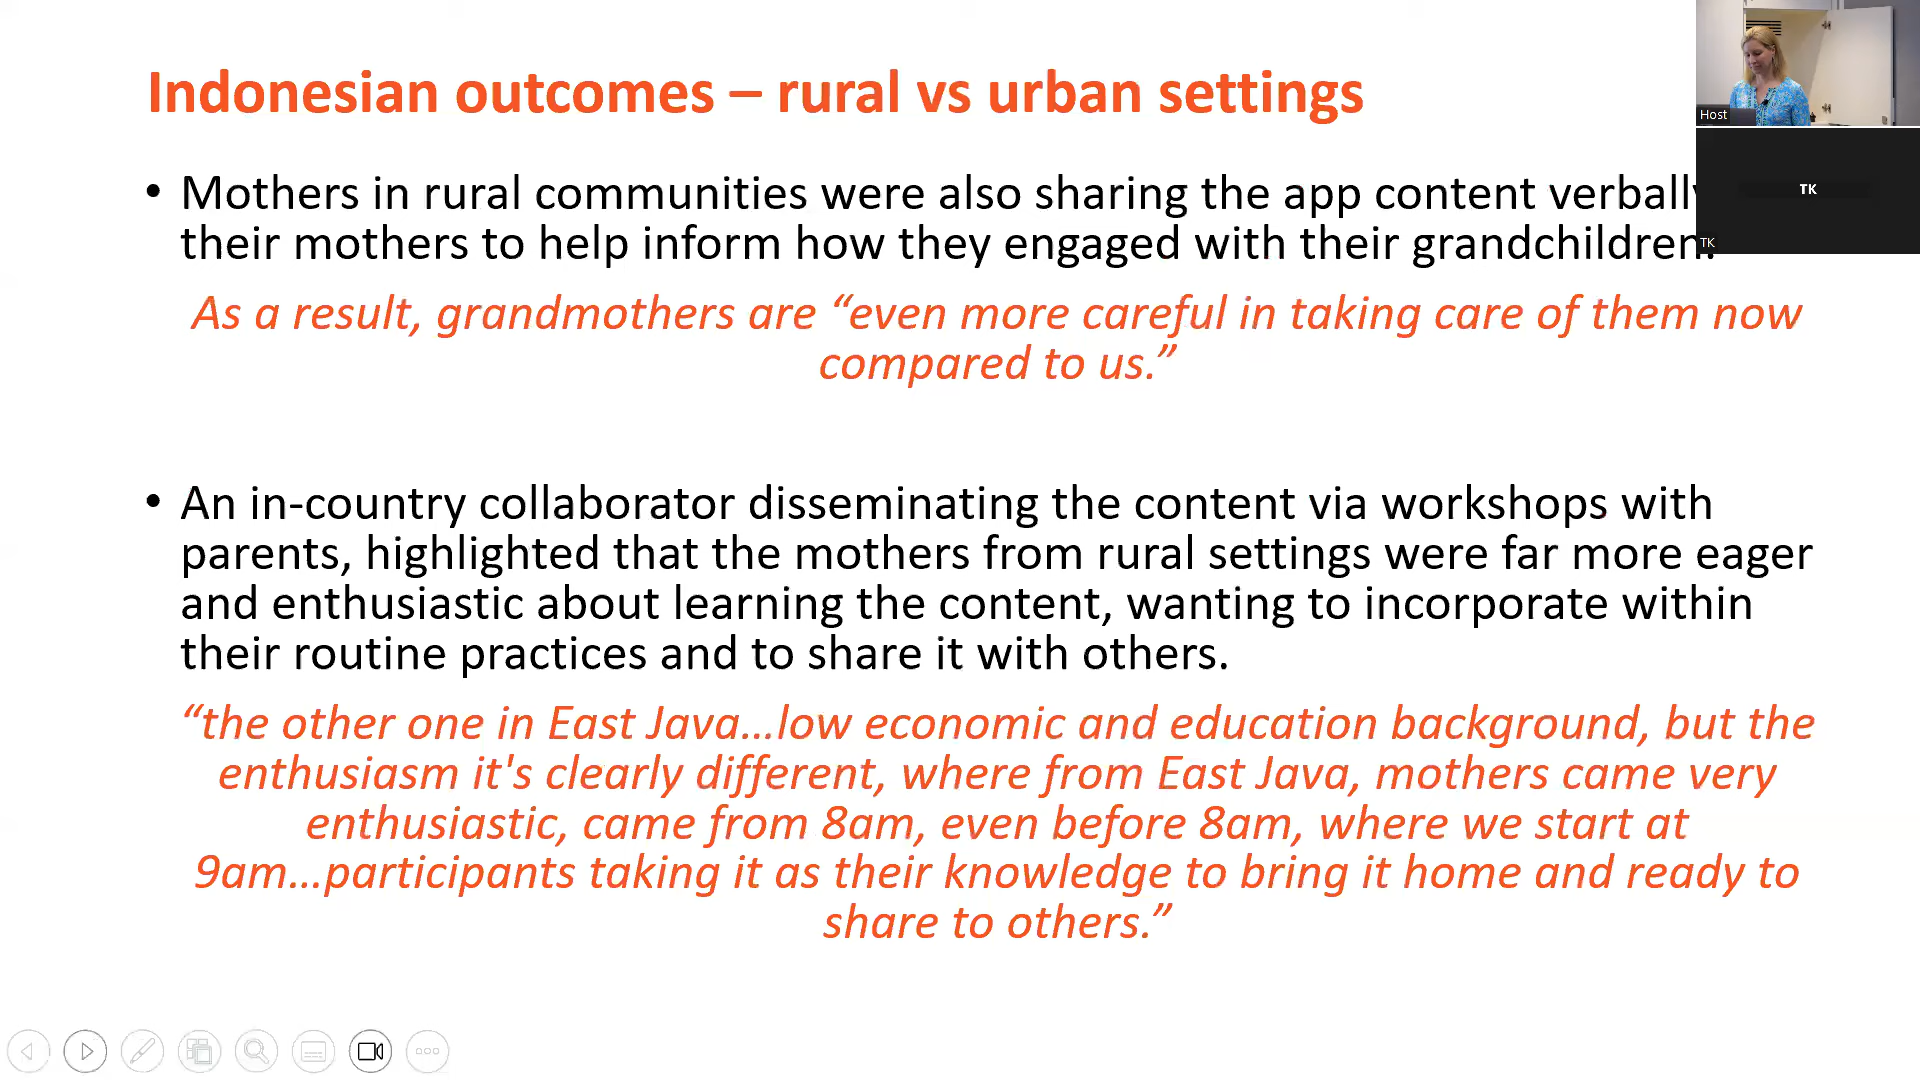 Indonesian outcomes – rural vs urban settings
• Mothers in rural communities were also sharing the app content verball
their mothers to help inform how they engaged with their grandchildren.
As a result, grandmothers are “even more careful in taking care of them now
compared to us.”
• An in-country collaborator disseminating the content via workshops with
parents, highlighted that the mothers from rural settings were far more eager
and enthusiastic about learning the content, wanting to incorporate within
their routine practices and to share it with others.
“the other one in East Java...low economic and education background, but the
enthusiasm it's clearly different, where from East Java, mothers came very
enthusiastic, came from 8am, even before 8am, where we start at
9am...participants taking it as their knowledge to bring it home and ready to
share to others.”
Host
TK
TK